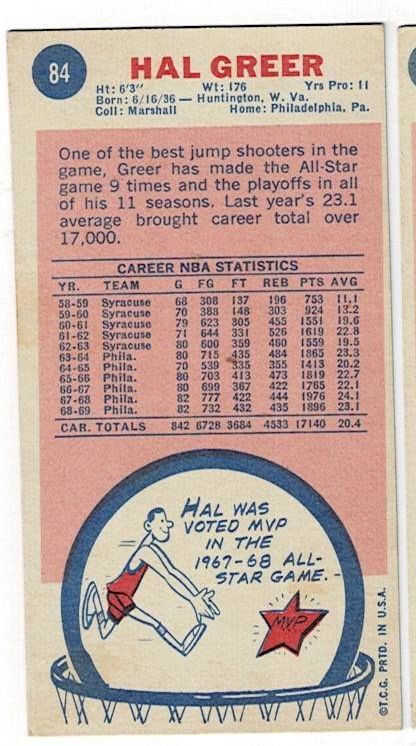 84
HAL GREER
Ht: 6'3" Wt: 176 Yrs Pro: 11
Born: 6/16/36 — Huntington, W. Va.
Coll: Marshall Home: Philadelphia, Pa.
One of the best jump shooters in the
game, Greer has made the All-Star
game 9 times and the playoffs in all
of his 11 seasons. Last year's 23.1
average brought career total over
17,000.
CAREER NBA STATISTICS
YR. TEAM G FG FT REB PTS AVG
58-59 Syracuse 68 308 137 196 753 11.1
59-60 Syracuse 70 388 148 303 924 13.2
60-61 Syracuse 79 623 305 455 1551 19.6
61-62 Syracuse 71 644 331 526 1619 22.8
62-63 Syracuse 80 600 359 460 1559 19.5
63-64 Phila. 80 715 435 484 1865 23.3
64-65 Phila. 70 539 335 355 1413 20.2
65-66 Phila. 80 703 413 473 1819 22.7
66-67 Phila. 80 699 367 422 1765 22.1
67-68 Phila. 82 777 422 444 1976 24.1
68-69 Phila. 82 732 432 435 1896 23.1
CAR. TOTALS 842 6728 3684 4533 17140 20.4
HAL WAS
VOTED MVP
IN THE
1967-68 ALL-
STAR GAME.-
MVP
©T.C.G. PRTD. IN U.S.A.